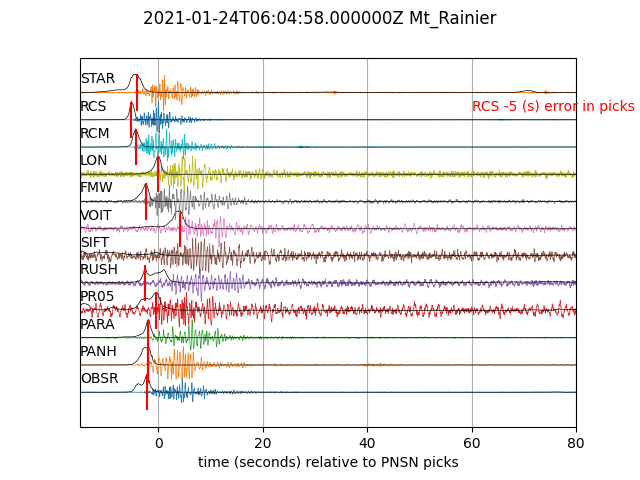 2021-01-24T06:04:58.000000Z Mt_Rainier
STAR
RCS
RCS -5 (s) error in picks
RCM
LON
FMW
VOIT
SIFT
RUSH
PR05
PARA
PANH
OBSR
0 20 40 60 80
time (seconds) relative to PNSN picks